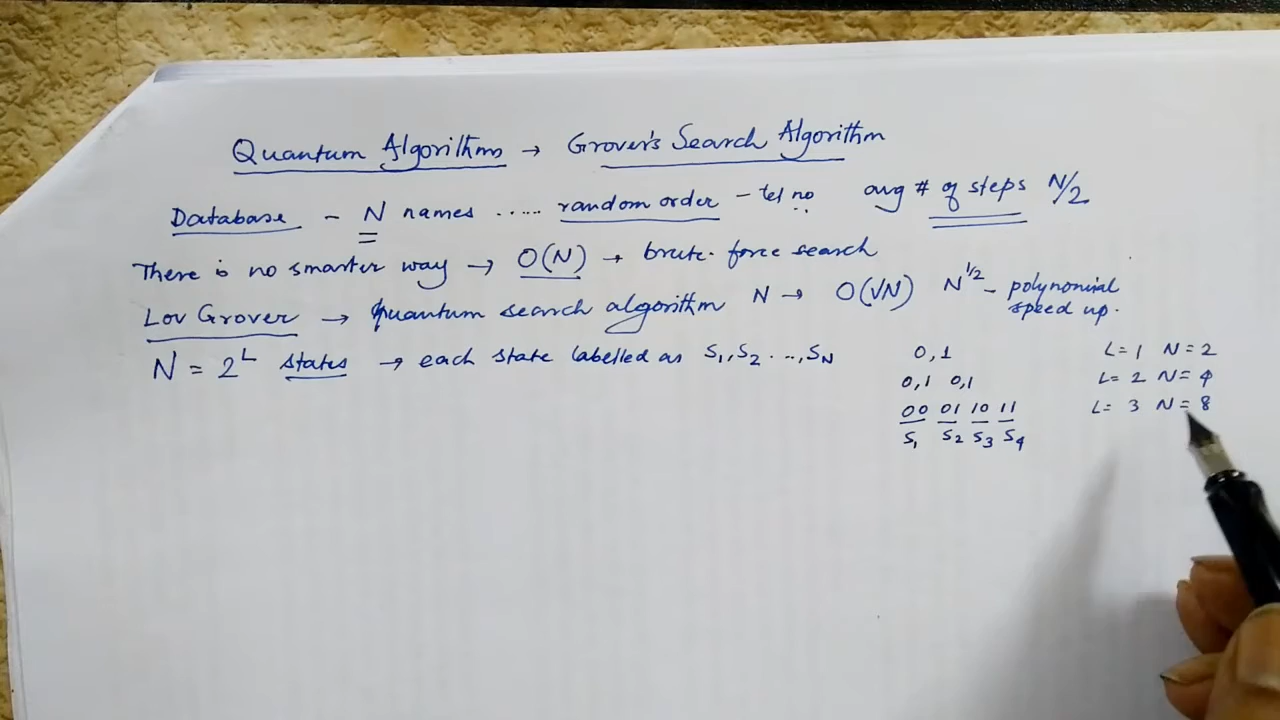 Quantum Algorithms → Grover's Search Algorithm
Database - N names ..... random order - tel no .. avg # of steps N/2
There is no smarter way → O(N) → brute-force search
Lov Grover → Quantum search algorithm N → O(√N) N^1/2 - polynomial speed up.
N = 2^L states → each state labelled as S₁, S₂ ..., S_N
0, 1
0,1 0,1
00 01 10 11
S₁ S₂ S₃ S₄
L= 1 N= 2
L= 2 N= 4
L= 3 N= 8